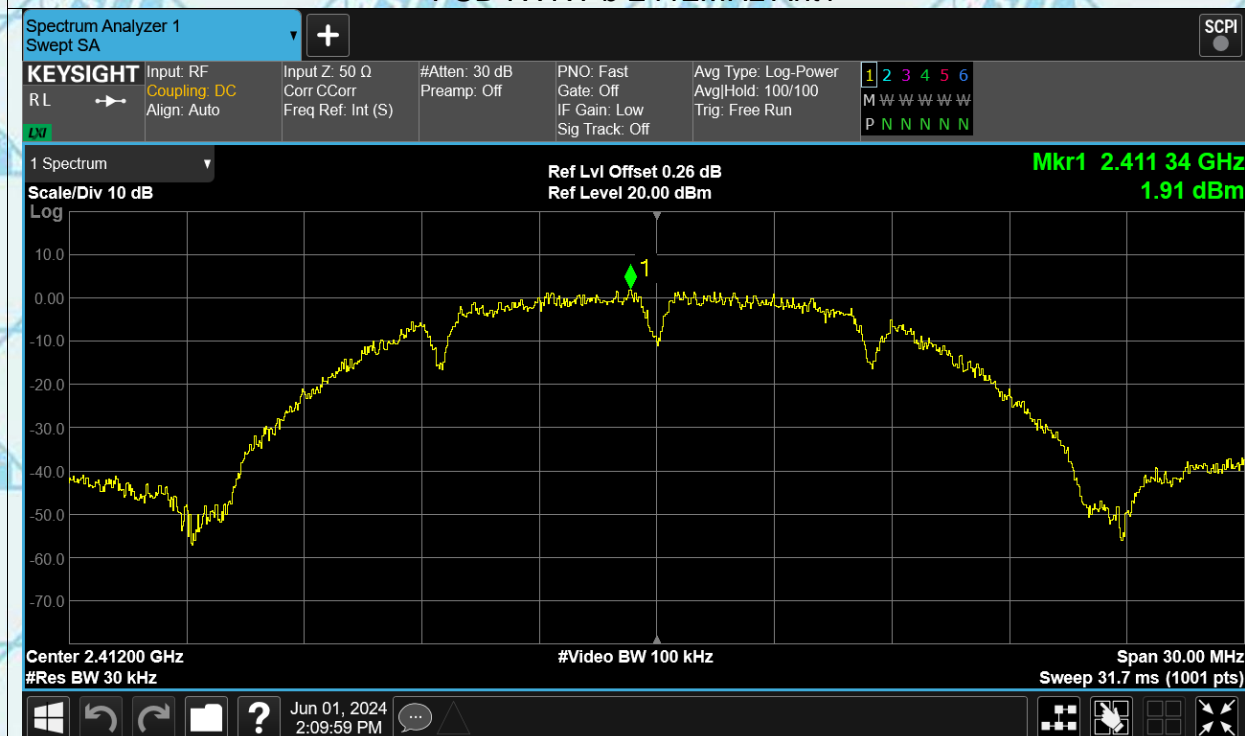 Spectrum Analyzer 1
Swept SA
+
SCPI
KEYSIGHT
RL
LXI
Input: RF
Coupling: DC
Align: Auto
Input Z: 50 Ω
Corr CCorr
Freq Ref: Int (S)
#Atten: 30 dB
Preamp: Off
PNO: Fast
Gate: Off
IF Gain: Low
Sig Track: Off
Avg Type: Log-Power
Avg|Hold: 100/100
Trig: Free Run
1 2 3 4 5 6
M W W W W W W
P N N N N N N
1 Spectrum
Scale/Div 10 dB
Log
Ref Lvl Offset 0.26 dB
Ref Level 20.00 dBm
Mkr1 2.411 34 GHz
1.91 dBm
1
10.0
0.00
-10.0
-20.0
-30.0
-40.0
-50.0
-60.0
-70.0
Center 2.41200 GHz
#Res BW 30 kHz
#Video BW 100 kHz
Span 30.00 MHz
Sweep 31.7 ms (1001 pts)
?
Jun 01, 2024
2:09:59 PM